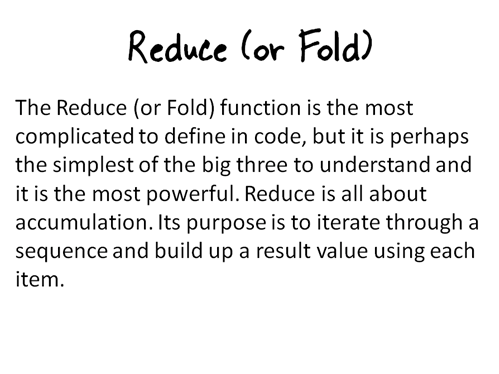 Reduce (or Fold)
The Reduce (or Fold) function is the most
complicated to define in code, but it is perhaps
the simplest of the big three to understand and
it is the most powerful. Reduce is all about
accumulation. Its purpose is to iterate through a
sequence and build up a result value using each
item.